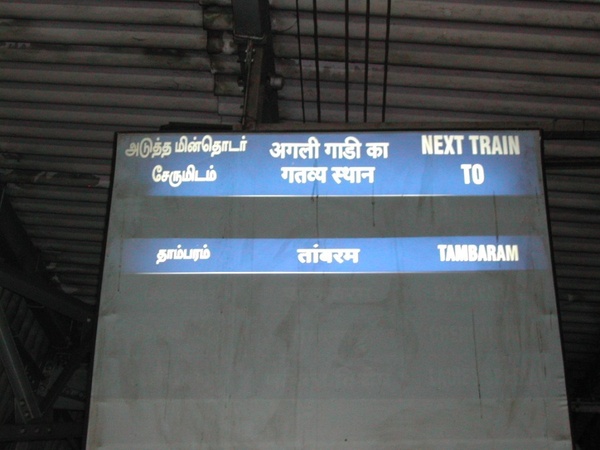 அடுத்த மின்தொடர் अगली गाडी का NEXT TRAIN
சேருமிடம் गतव्य स्थान TO
தாம்பரம் तांबरम TAMBARAM